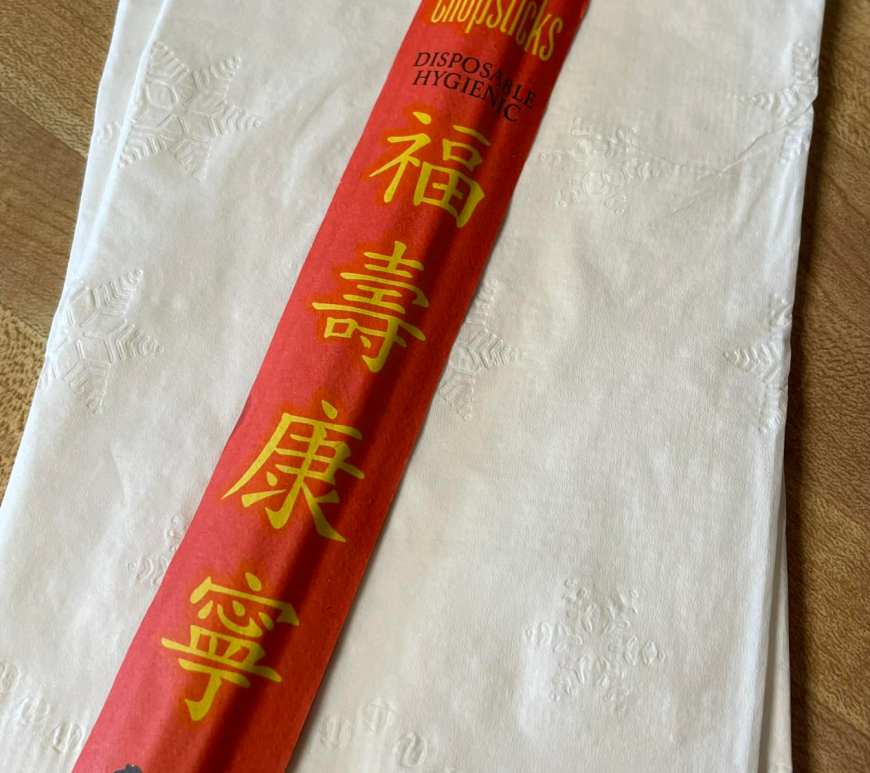 chopsticks
DISPOSABLE
HYGIENIC
福
壽
康
寧